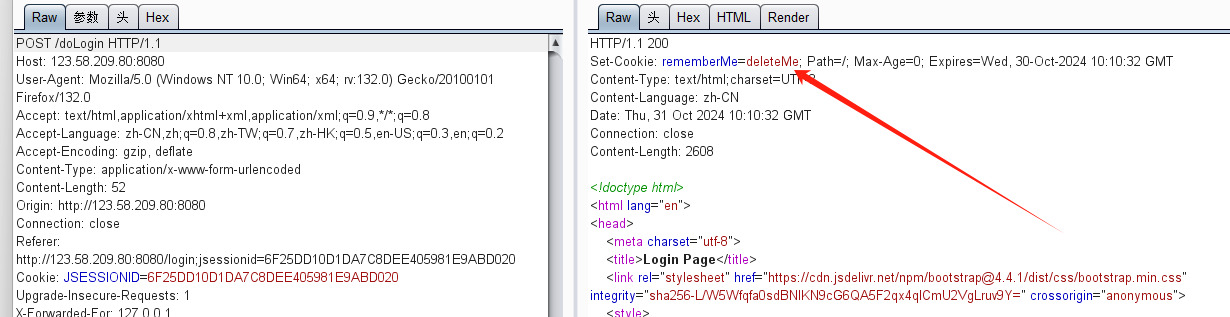 Raw 参数 头 Hex
POST /doLogin HTTP/1.1
Host: 123.58.209.80:8080
User-Agent: Mozilla/5.0 (Windows NT 10.0; Win64; x64; rv:132.0) Gecko/20100101
Firefox/132.0
Accept: text/html,application/xhtml+xml,application/xml;q=0.9,*/*;q=0.8
Accept-Language: zh-CN,zh;q=0.8,zh-TW;q=0.7,zh-HK;q=0.5,en-US;q=0.3,en;q=0.2
Accept-Encoding: gzip, deflate
Content-Type: application/x-www-form-urlencoded
Content-Length: 52
Origin: http://123.58.209.80:8080
Connection: close
Referer:
http://123.58.209.80:8080/login;jsessionid=6F25DD10D1DA7C8DEE405981E9ABD020
Cookie: JSESSIONID=6F25DD10D1DA7C8DEE405981E9ABD020
Upgrade-Insecure-Requests: 1
X-Forwarded-For: 127.0.0.1
Raw 头 Hex HTML Render
HTTP/1.1 200
Set-Cookie: rememberMe=deleteMe; Path=/; Max-Age=0; Expires=Wed, 30-Oct-2024 10:10:32 GMT
Content-Type: text/html;charset=UTF-8
Content-Language: zh-CN
Date: Thu, 31 Oct 2024 10:10:32 GMT
Connection: close
Content-Length: 2608
<!doctype html>
<html lang="en">
<head>
<meta charset="utf-8">
<title>Login Page</title>
<link rel="stylesheet" href="https://cdn.jsdelivr.net/npm/bootstrap@4.4.1/dist/css/bootstrap.min.css"
integrity="sha256-L/W5Wfqfa0sdBNIKN9cG6QA5F2qx4qICmU2VgLruv9Y=" crossorigin="anonymous">
<style>